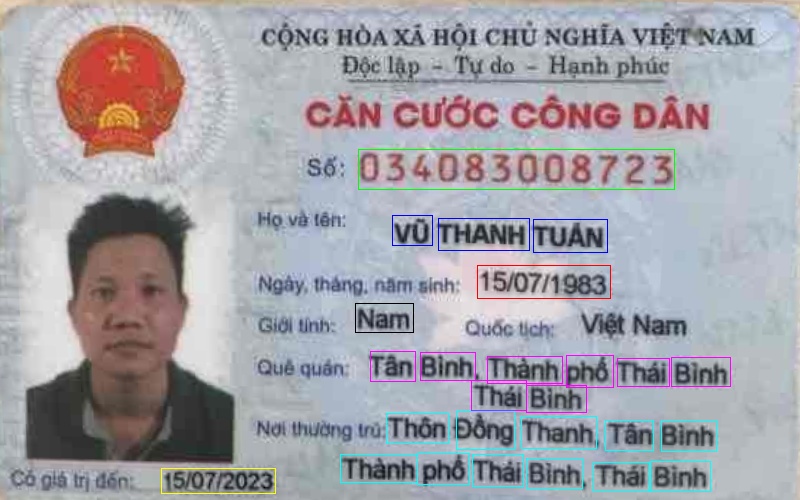 CỘNG HÒA XÃ HỘI CHỦ NGHĨA VIỆT NAM
Độc lập - Tự do - Hạnh phúc
CĂN CƯỚC CÔNG DÂN
Số: 034083008723
Họ và tên: VŨ THANH TUÂN
Ngày, tháng, năm sinh: 15/07/1983
Giới tính: Nam Quốc tịch: Việt Nam
Quê quán: Tân Bình, Thành phố Thái Bình
Thái Bình
Nơi thường trú: Thôn Đồng Thanh, Tân Bình
Thành phố Thái Bình, Thái Bình
Có giá trị đến: 15/07/2023